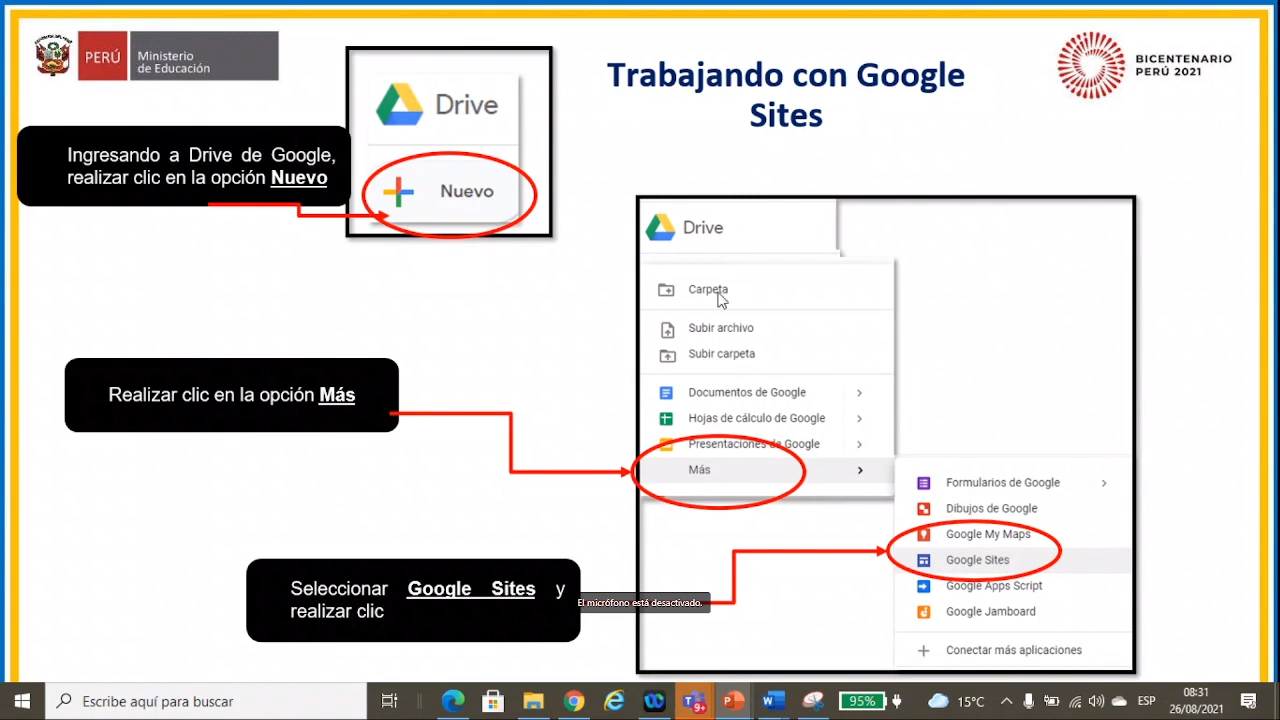 PERÚ
Ministerio
de Educación
Drive
Nuevo
Trabajando con Google
Sites
BICENTENARIO
PERÚ 2021
Ingresando a Drive de Google,
realizar clic en la opción Nuevo
Realizar clic en la opción Más
Seleccionar Google Sites y
realizar clic
El micrófono está desactivado.
Drive
Carpeta
Subir archivo
Subir carpeta
Documentos de Google
Hojas de cálculo de Google
Presentaciones de Google
Más
Formularios de Google
Dibujos de Google
Google My Maps
Google Sites
Google Apps Script
Google Jamboard
Conectar más aplicaciones
Escribe aquí para buscar
9+
95%
15°C
ESP
08:31
26/08/2021